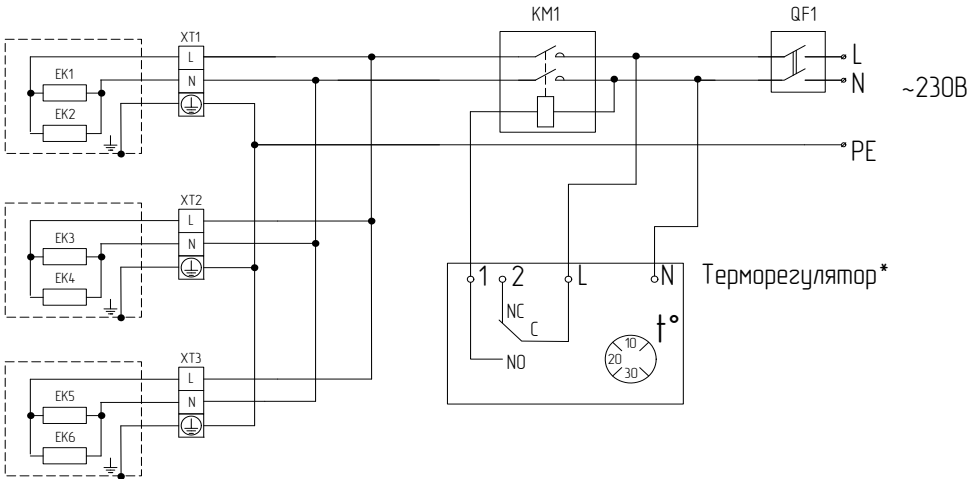 KM1
QF1
XT1
L
N
EK1
EK2
L
N
~230В
PE
XT2
L
N
EK3
EK4
1 2 L N
Терморегулятор*
NC
C
NO
t°
10
20
30
XT3
L
N
EK5
EK6